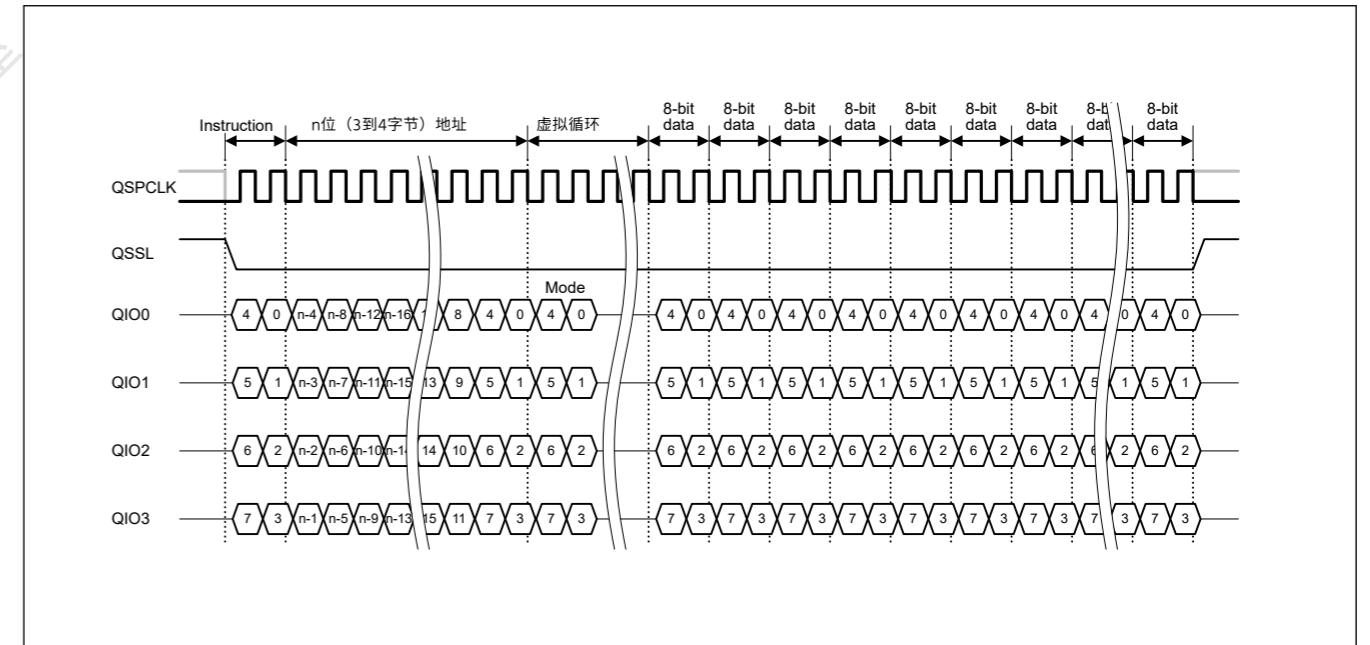 8-bit 8-bit 8-bit 8-bit 8-bit 8-bit 8-bit 8-bit
Instruction n位（3到4字节）地址 虚拟循环 data data data data data data data data
QSPCLK
QSSL
Mode
QIO0 4 0 n-4 n-8 n-12 n-16 8 4 0 4 0 4 0 4 0 4 0 4 0 4 0 4 0 4 0 4 0 4 0
QIO1 5 1 n-3 n-7 n-11 n-15 13 9 5 1 5 1 5 1 5 1 5 1 5 1 5 1 5 1 5 1 5 1 5 1
QIO2 6 2 n-2 n-6 n-10 14 10 6 2 6 2 6 2 6 2 6 2 6 2 6 2 6 2 6 2 6 2 6 2
QIO3 7 3 n-1 n-5 n-9 n-13 15 11 7 3 7 3 7 3 7 3 7 3 7 3 7 3 7 3 7 3 7 3 7 3